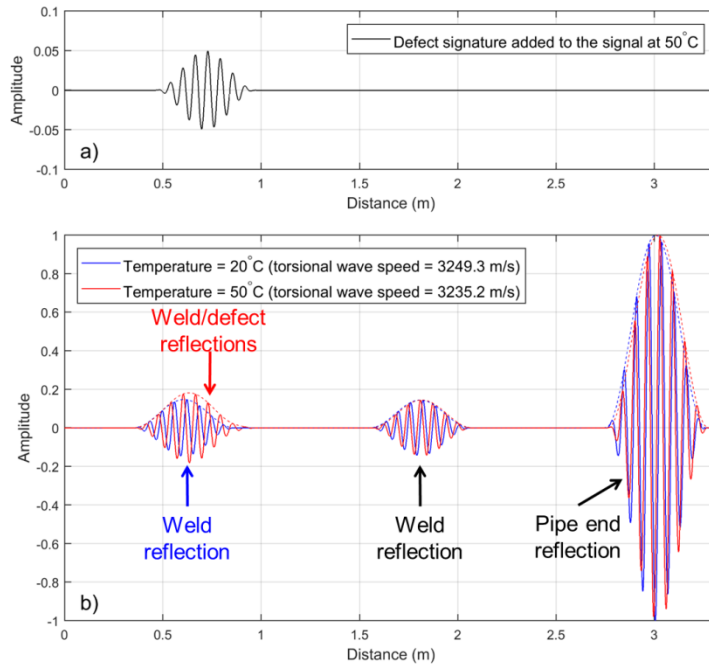 0.1
0.05
0
-0.05
-0.1
Amplitude
Defect signature added to the signal at 50°C
a)
0 0.5 1 1.5 2 2.5 3
Distance (m)
1
0.8
0.6
0.4
0.2
0
-0.2
-0.4
-0.6
-0.8
-1
Amplitude
Temperature = 20°C (torsional wave speed = 3249.3 m/s)
Temperature = 50°C (torsional wave speed = 3235.2 m/s)
Weld/defect
reflections
Weld
reflection
Weld
reflection
Pipe end
reflection
b)
0 0.5 1 1.5 2 2.5 3
Distance (m)